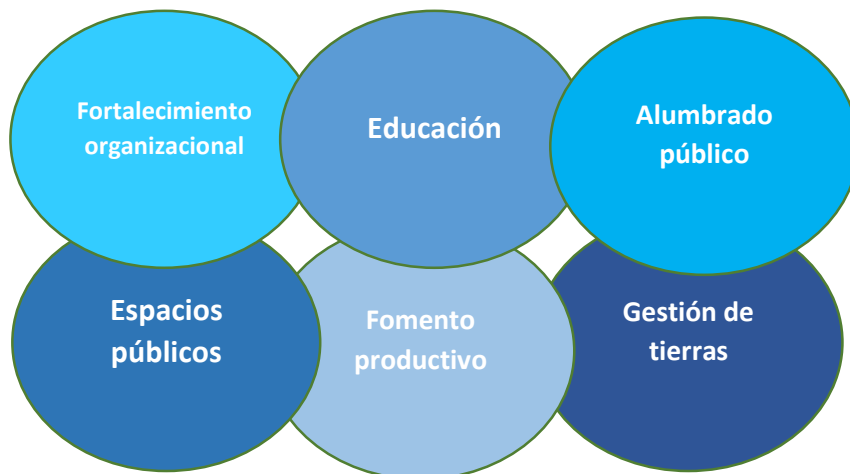 Fortalecimiento
organizacional
Educación
Alumbrado
público
Espacios
públicos
Fomento
productivo
Gestión de
tierras